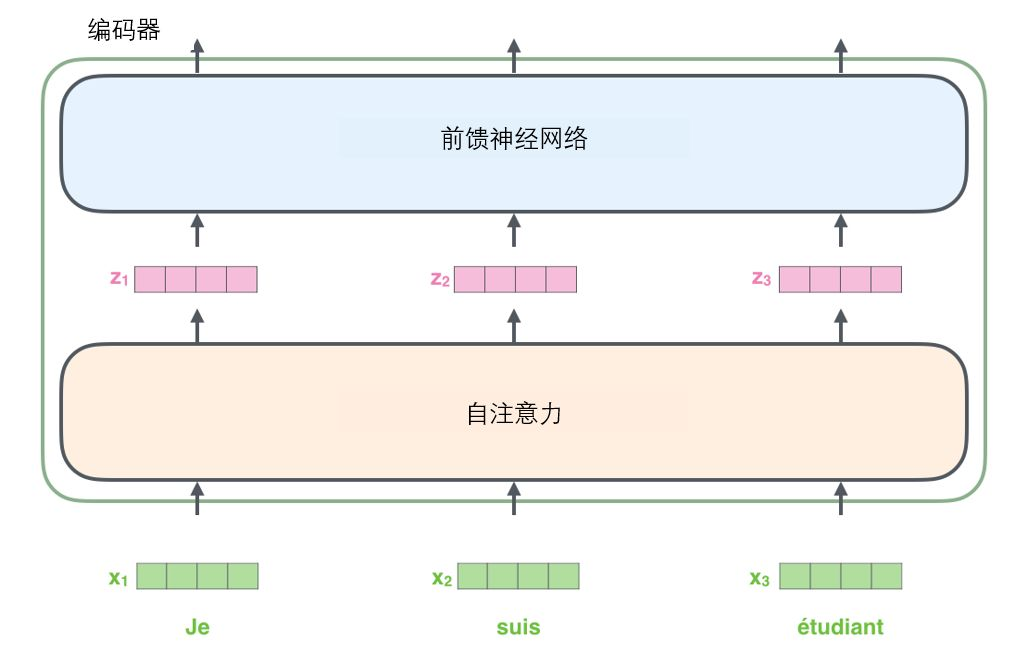 编码器
前馈神经网络
z₁ z₂ z₃
自注意力
x₁ x₂ x₃
Je suis étudiant